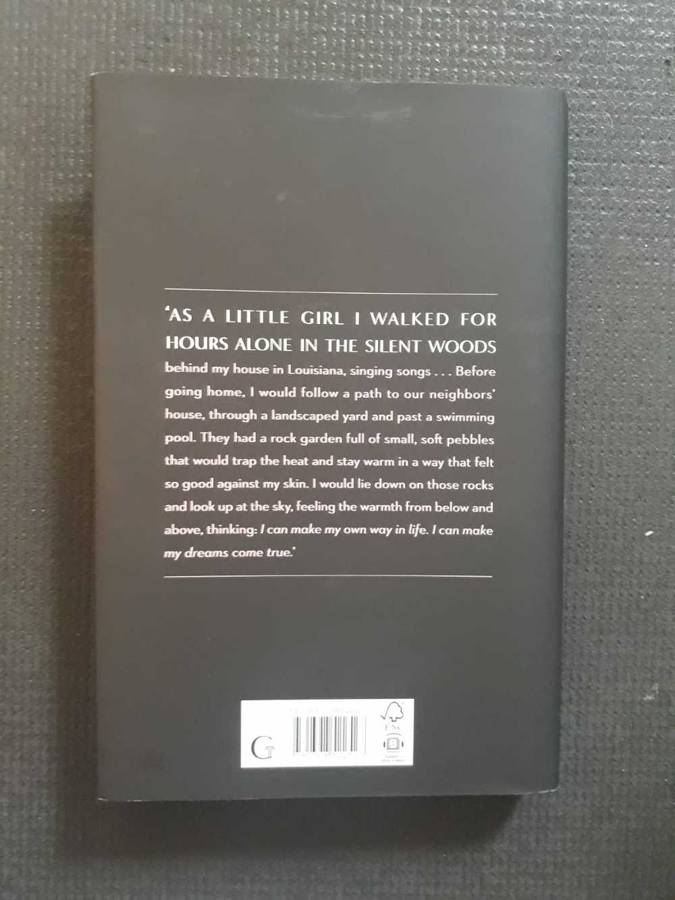 ‘AS A LITTLE GIRL I WALKED FOR
HOURS ALONE IN THE SILENT WOODS
behind my house in Louisiana, singing songs . . . Before
going home, I would follow a path to our neighbors’
house, through a landscaped yard and past a swimming
pool. They had a rock garden full of small, soft pebbles
that would trap the heat and stay warm in a way that felt
so good against my skin. I would lie down on those rocks
and look up at the sky, feeling the warmth from below and
above, thinking: I can make my own way in life. I can make
my dreams come true.’
G
FSC